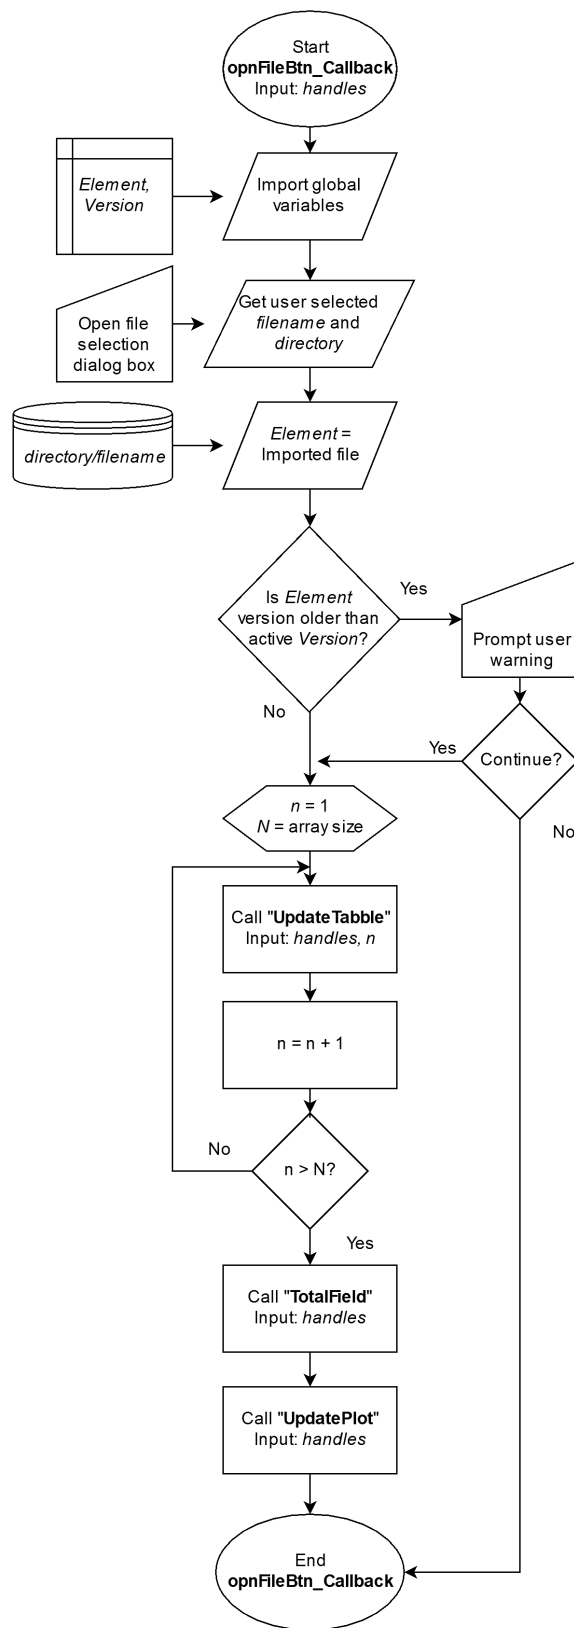 Start
opnFileBtn_Callback
Input: handles
Element,
Version
Import global
variables
Open file
selection
dialog box
Get user selected
filename and
directory
directory/filename
Element =
Imported file
Is Element
version older than
active Version?
Yes
Prompt user
warning
No
Yes
Continue?
No
n = 1
N = array size
Call "UpdateTabble"
Input: handles, n
n = n + 1
No
n > N?
Yes
Call "TotalField"
Input: handles
Call "UpdatePlot"
Input: handles
End
opnFileBtn_Callback